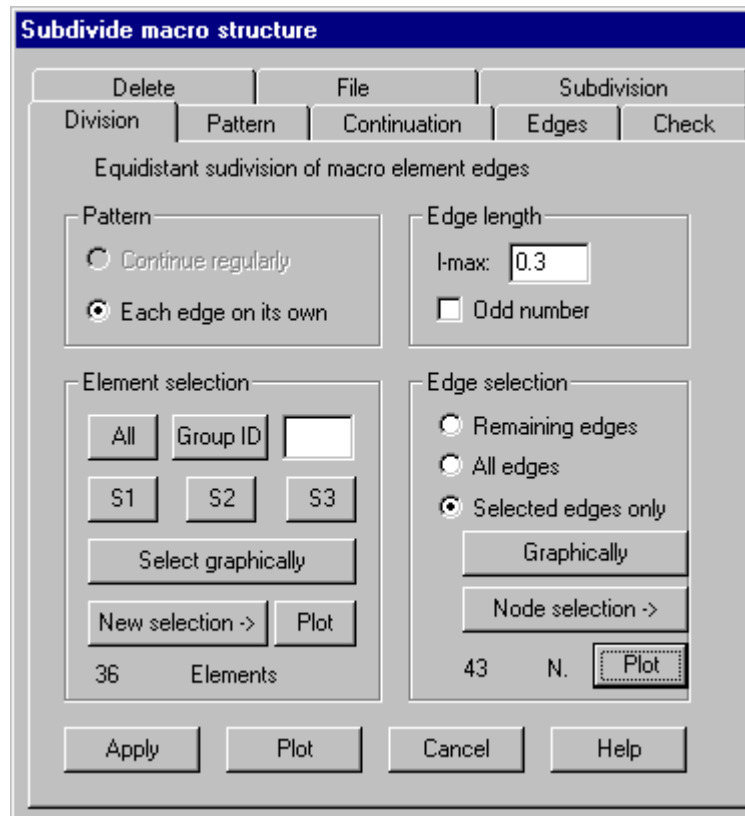 Subdivide macro structure
Delete File Subdivision
Division Pattern Continuation Edges Check
Equidistant sudivision of macro element edges
Pattern
Continue regularly
Each edge on its own
Edge length
l-max: 0.3
Odd number
Element selection
All Group ID
S1 S2 S3
Select graphically
New selection -> Plot
36 Elements
Edge selection
Remaining edges
All edges
Selected edges only
Graphically
Node selection ->
43 N. Plot
Apply Plot Cancel Help